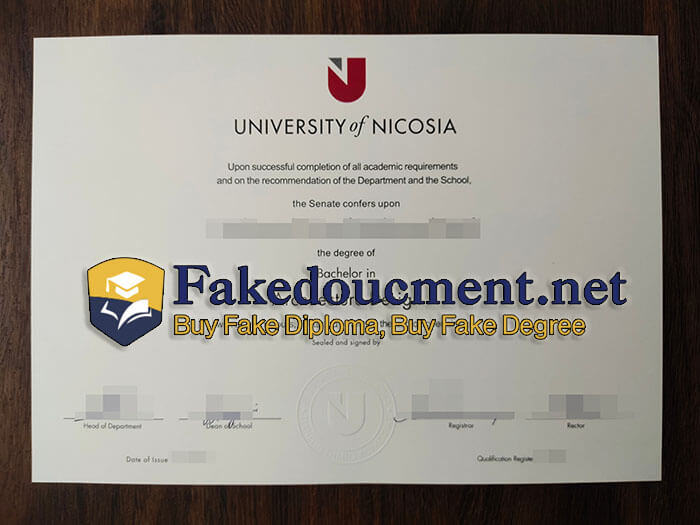 UNIVERSITY of NICOSIA
Upon successful completion of all academic requirements
and on the recommendation of the Department and the School,
the Senate confers upon
the degree of
Bachelor in
Fakedoucment.net
Buy Fake Diploma, Buy Fake Degree
Sealed and signed by
Head of Department Dean of School Registrar Rector
Date of Issue Qualification Registe